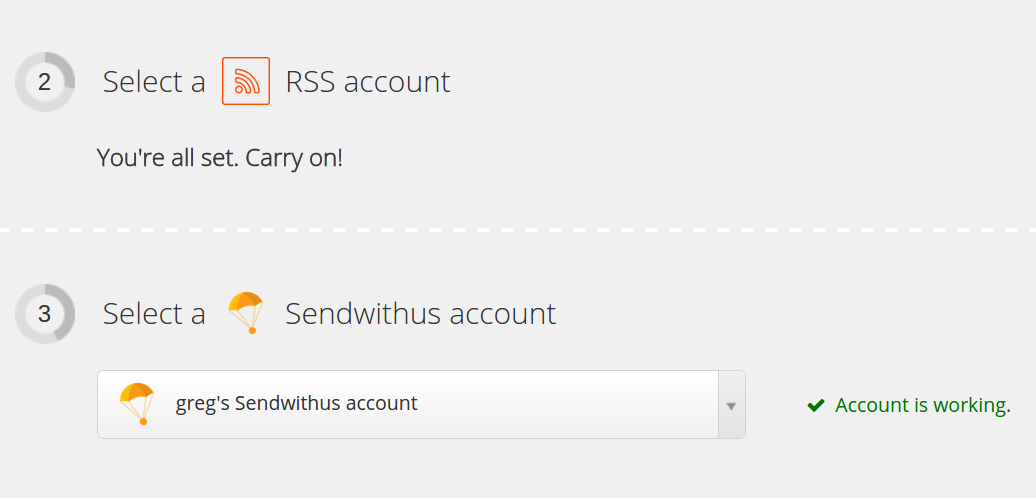 2 Select a RSS account
You're all set. Carry on!
3 Select a Sendwithus account
greg's Sendwithus account
Account is working.